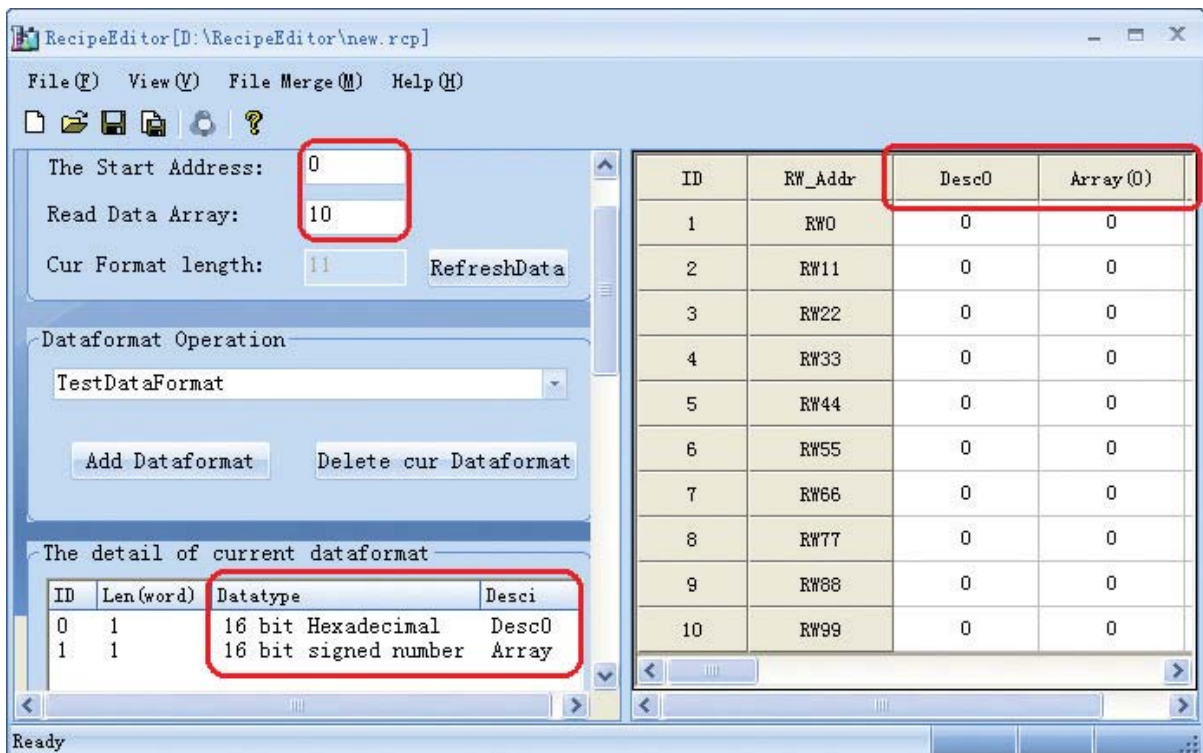 RecipeEditor[D:\RecipeEditor\new.rcp]
File(F) View(V) File Merge(M) Help(H)
The Start Address: 0
Read Data Array: 10
Cur Format length: 11 RefreshData
Dataformat Operation
TestDataFormat
Add Dataformat Delete cur Dataformat
The detail of current dataformat
ID Len(word) Datatype Desci
0 1 16 bit Hexadecimal Desc0
1 1 16 bit signed number Array
ID RW_Addr Desc0 Array(0)
1 RW0 0 0
2 RW11 0 0
3 RW22 0 0
4 RW33 0 0
5 RW44 0 0
6 RW55 0 0
7 RW66 0 0
8 RW77 0 0
9 RW88 0 0
10 RW99 0 0
Ready